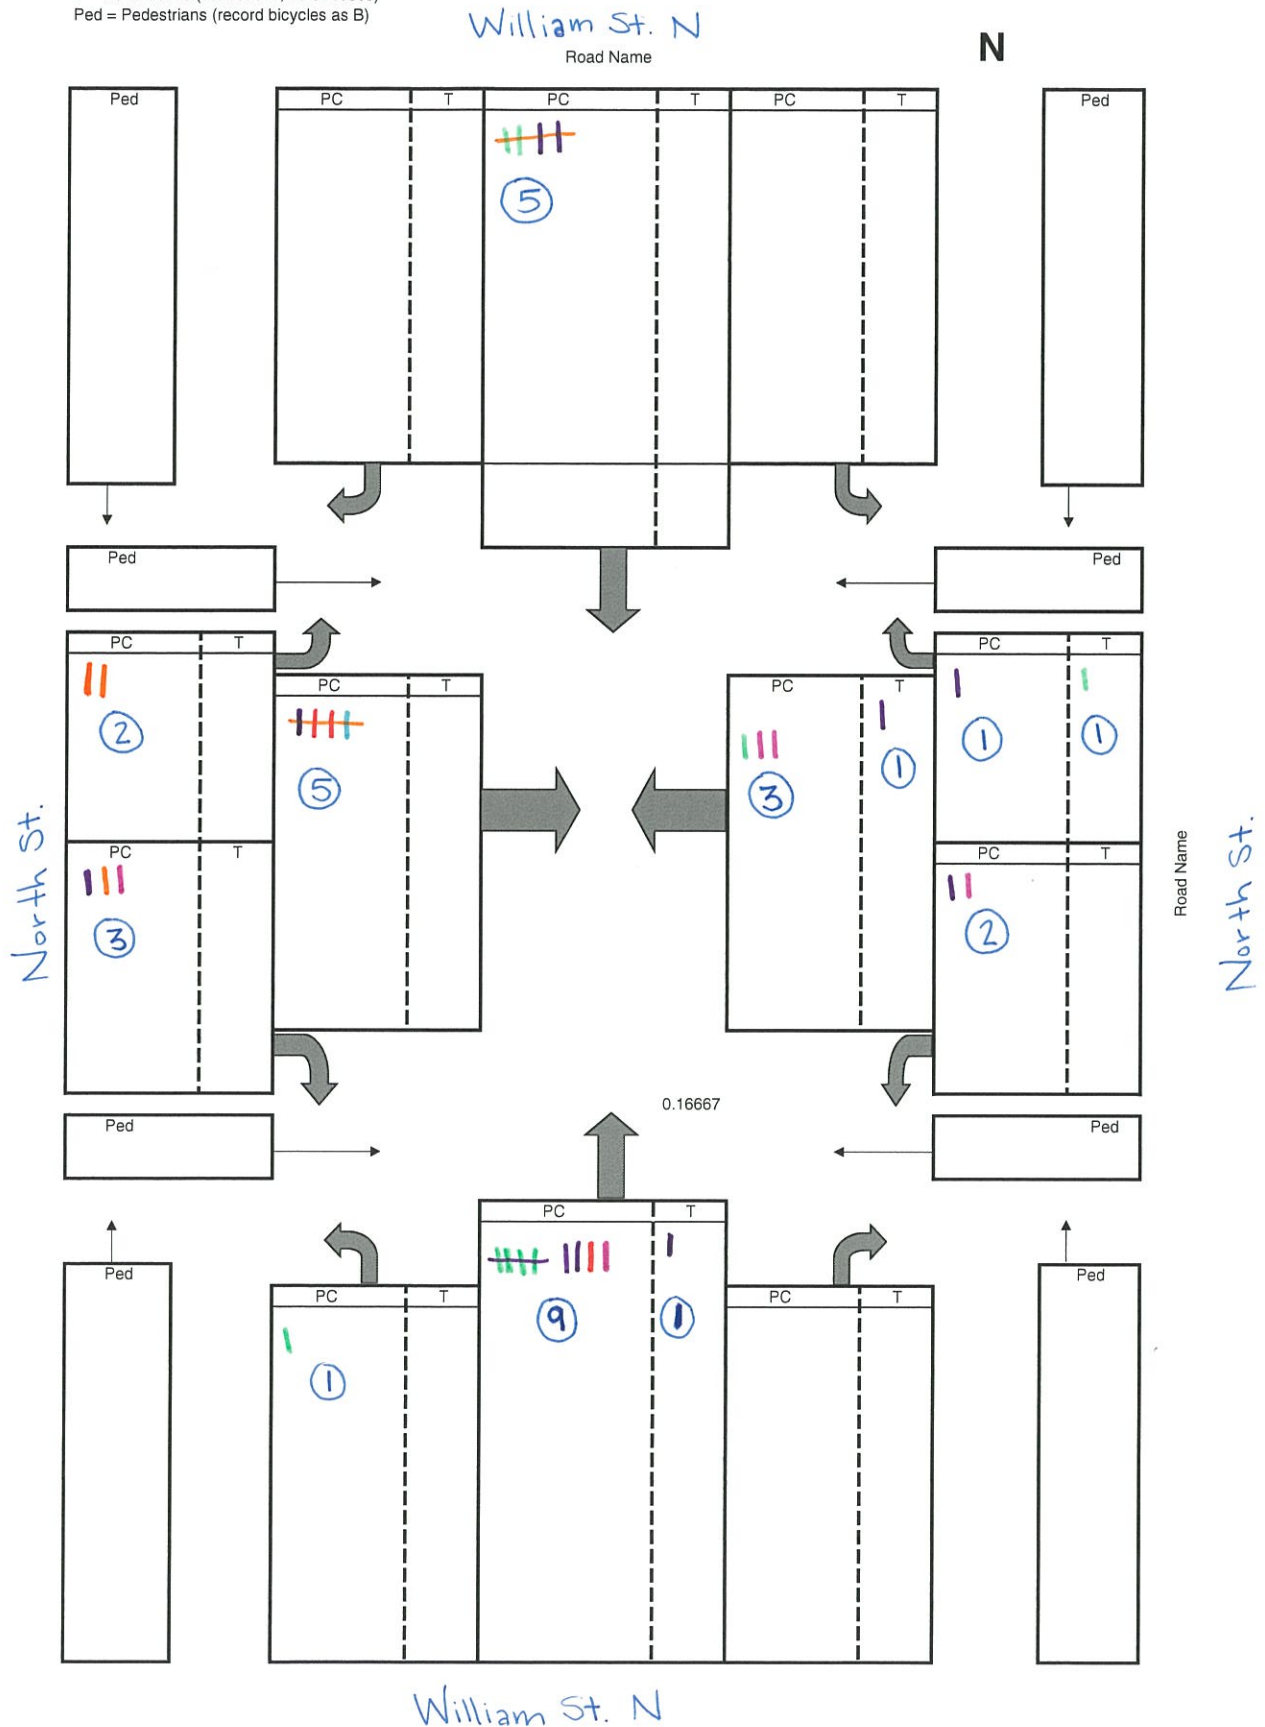 Ped = Pedestrians (record bicycles as B)
William St. N
Road Name
N
Ped
PC T PC T PC T
Ped
5
Ped
Ped
PC T
PC T
2
PC T
5
PC T
3 1
PC T
1 1
North St.
PC T
3
PC T
2
Road Name
North St.
0.16667
Ped
Ped
Ped
PC T
1
PC T
9 1
PC T
Ped
William St. N